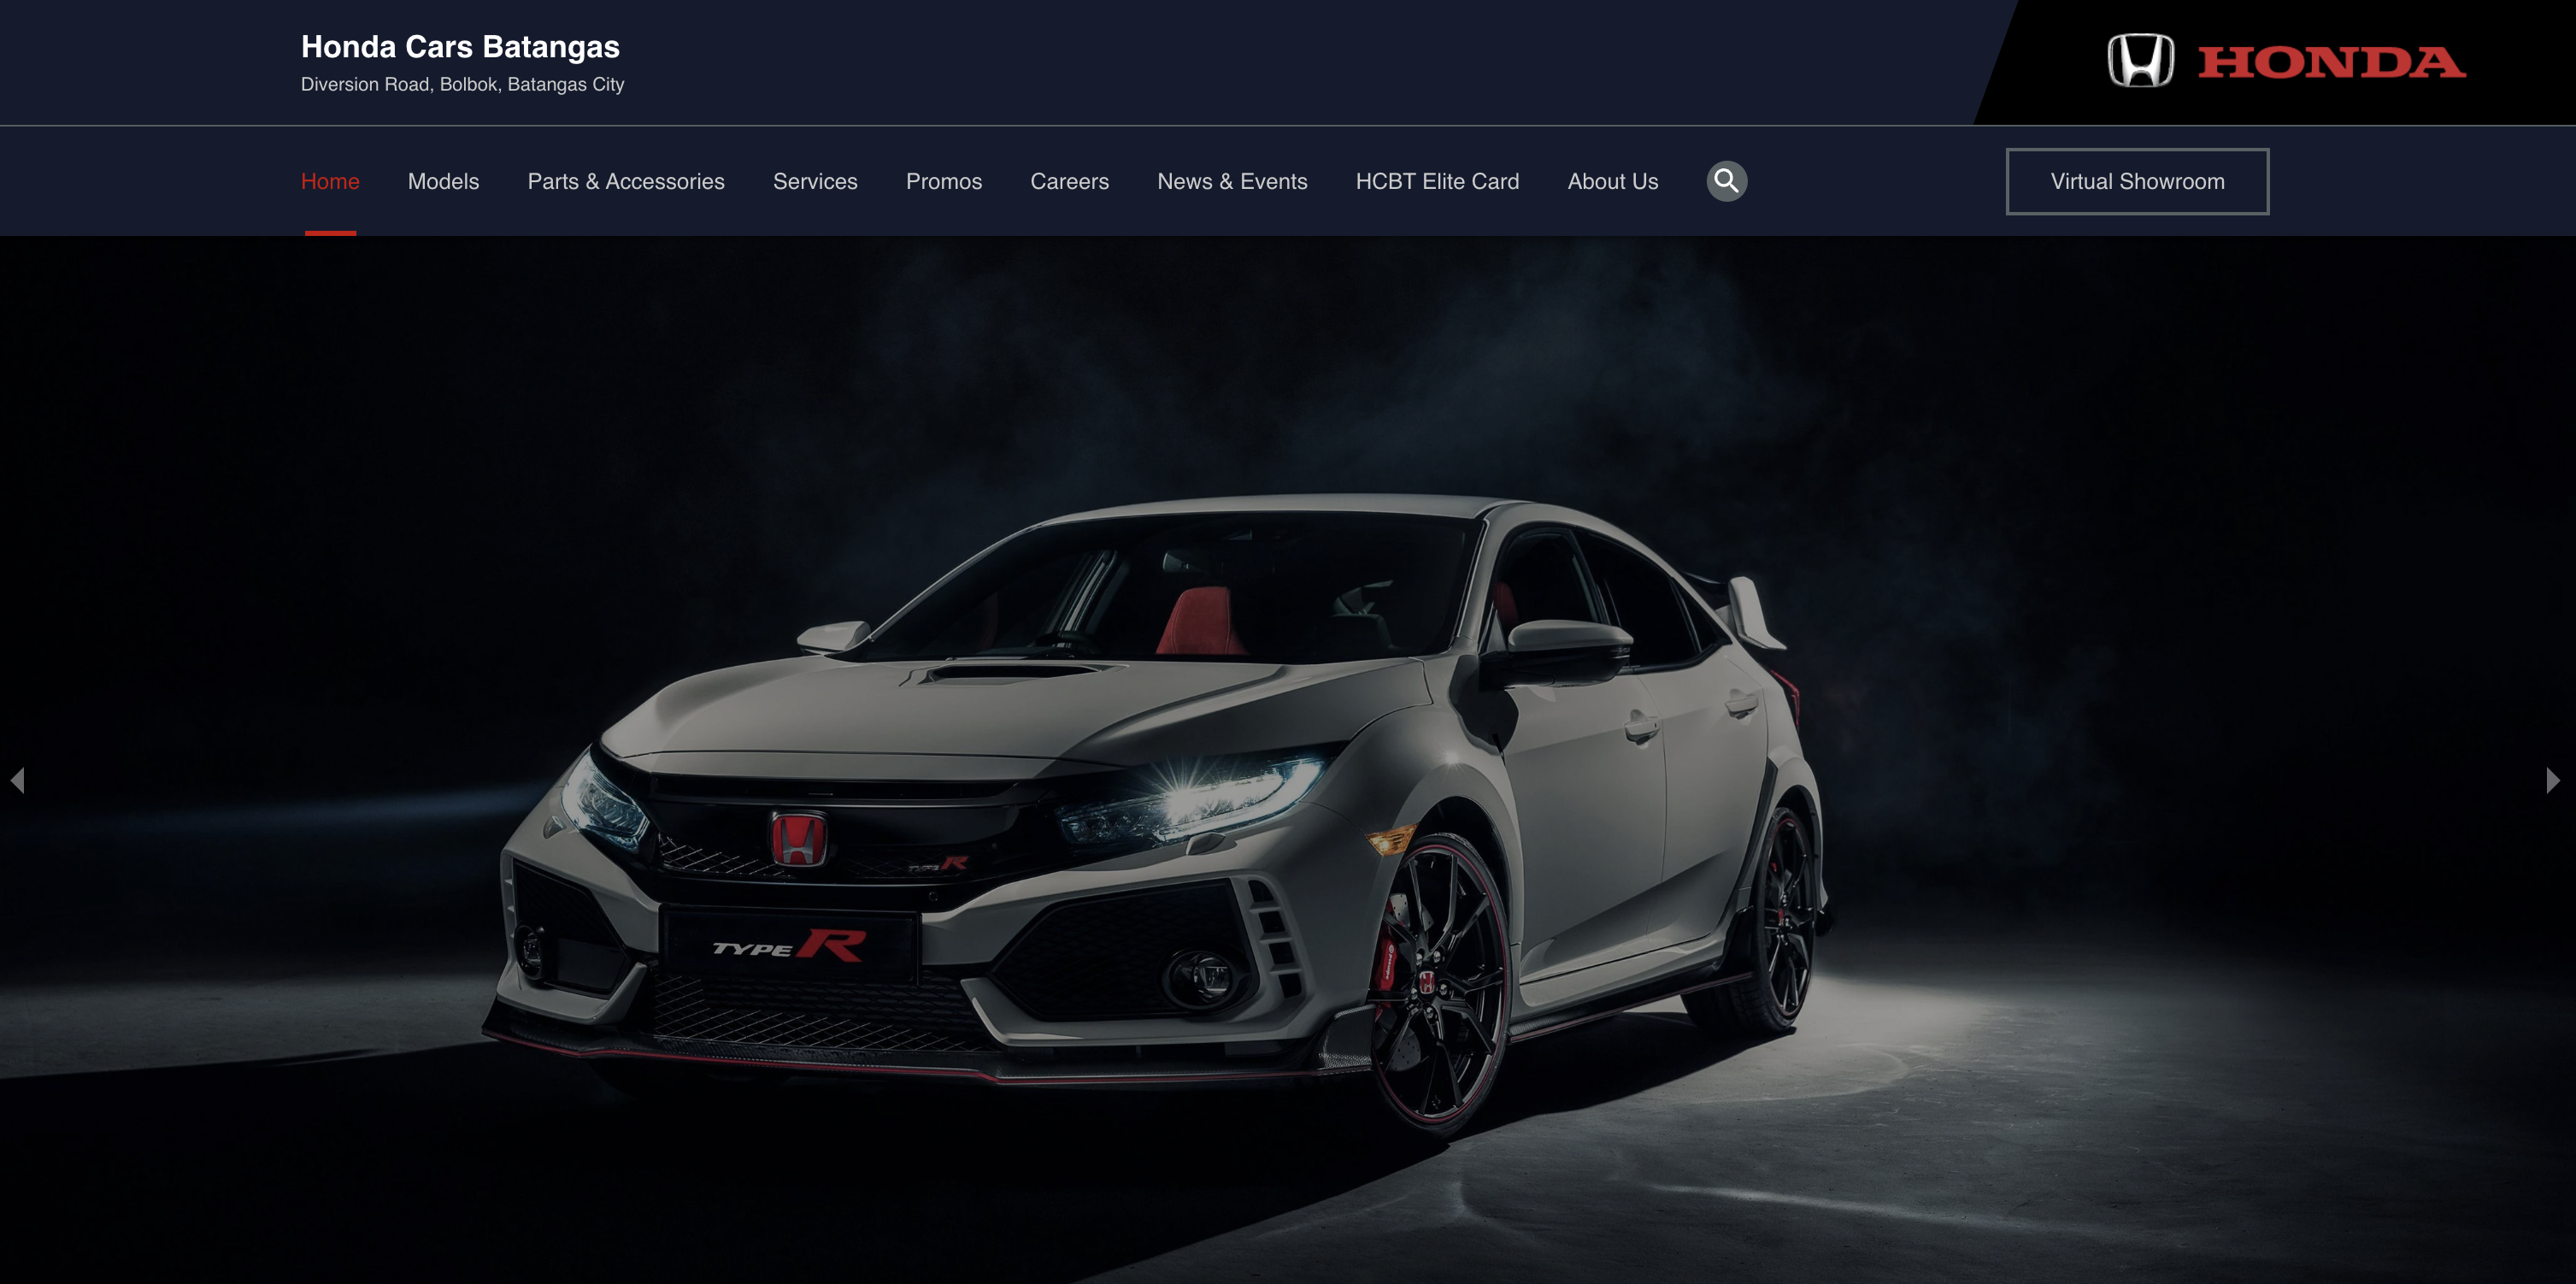 Honda Cars Batangas
Diversion Road, Bolbok, Batangas City
HONDA
Home
Models
Parts & Accessories
Services
Promos
Careers
News & Events
HCBT Elite Card
About Us
Virtual Showroom
TYPE R
TYPE R